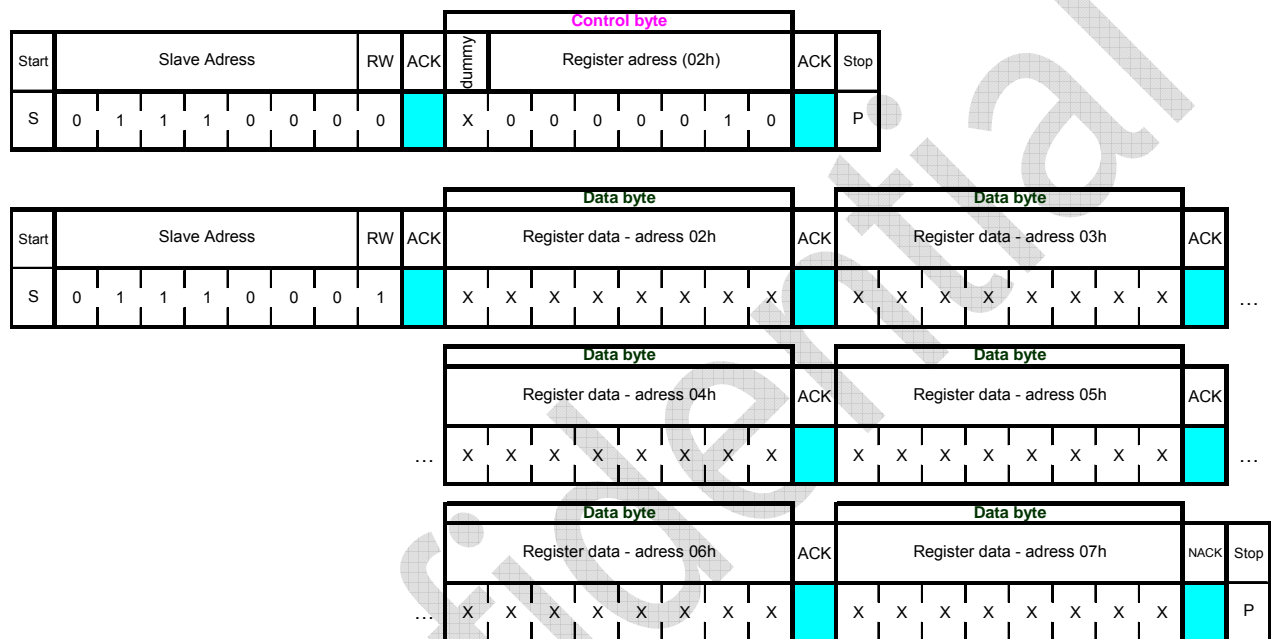 Control byte
Start Slave Adress RW ACK dummy Register adress (02h) ACK Stop
S 0 1 1 1 0 0 0 0 X 0 0 0 0 0 1 0 P
Data byte Data byte
Start Slave Adress RW ACK Register data - adress 02h ACK Register data - adress 03h ACK
S 0 1 1 1 0 0 0 1 X X X X X X X X X X X X X X X X ...
Data byte Data byte
Register data - adress 04h ACK Register data - adress 05h ACK
... X X X X X X X X X X X X X X X X ...
Data byte Data byte
Register data - adress 06h ACK Register data - adress 07h NACK Stop
... X X X X X X X X X X X X X X X X P
fidential